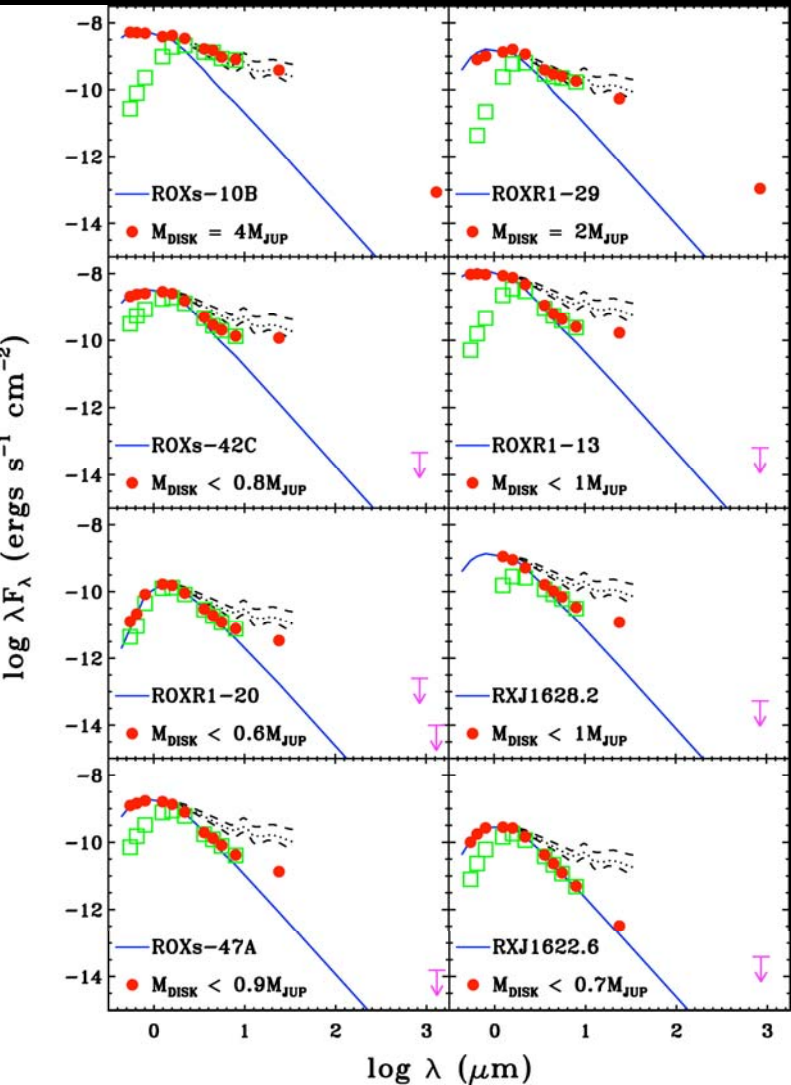 log λFλ (ergs s⁻¹ cm⁻²)
−8
−10
−12
−14
ROXs−10B
M_DISK = 4M_JUP
ROXR1−29
M_DISK = 2M_JUP
−8
−10
−12
−14
ROXs−42C
M_DISK < 0.8M_JUP
ROXR1−13
M_DISK < 1M_JUP
−8
−10
−12
−14
ROXR1−20
M_DISK < 0.6M_JUP
RXJ1628.2
M_DISK < 1M_JUP
−8
−10
−12
−14
ROXs−47A
M_DISK < 0.9M_JUP
RXJ1622.6
M_DISK < 0.7M_JUP
0 1 2 3 0 1 2 3
log λ (μm)